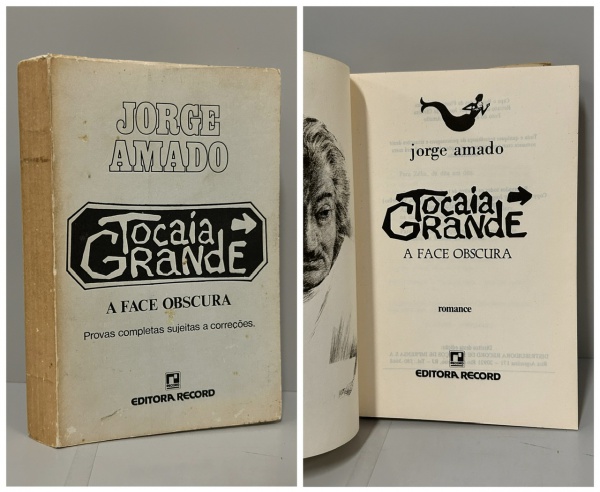 JORGE
AMADO
Tocaia
GRANDE
A FACE OBSCURA
Provas completas sujeitas a correções.
EDITORA RECORD
jorge amado
Tocaia
GRANDE
A FACE OBSCURA
romance
EDITORA RECORD